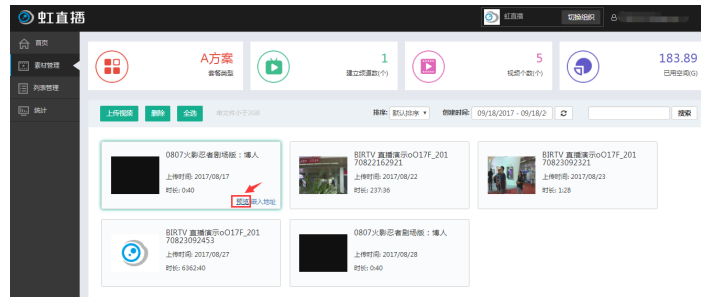 虹直播
虹直播
切换组织
首页
素材管理
列表管理
统计
A方案
套餐类型
1
建立频道数(个)
5
视频个数(个)
183.89
已用空间(G)
上传视频
删除
全选
单文件小于2GB
排序:
默认排序
创建时间:
09/18/2017 - 09/18/2
搜索
0807火影忍者剧场版：博人
上传时间: 2017/08/17
时长: 0:40
预览
嵌入地址
BIRTV 直播演示oO17F_201
70822162921
上传时间: 2017/08/22
时长: 237:36
BIRTV 直播演示oO17F_201
70823092321
上传时间: 2017/08/23
时长: 1:28
BIRTV 直播演示oO17F_201
70823092453
上传时间: 2017/08/27
时长: 6362:40
0807火影忍者剧场版：博人
上传时间: 2017/08/28
时长: 0:40